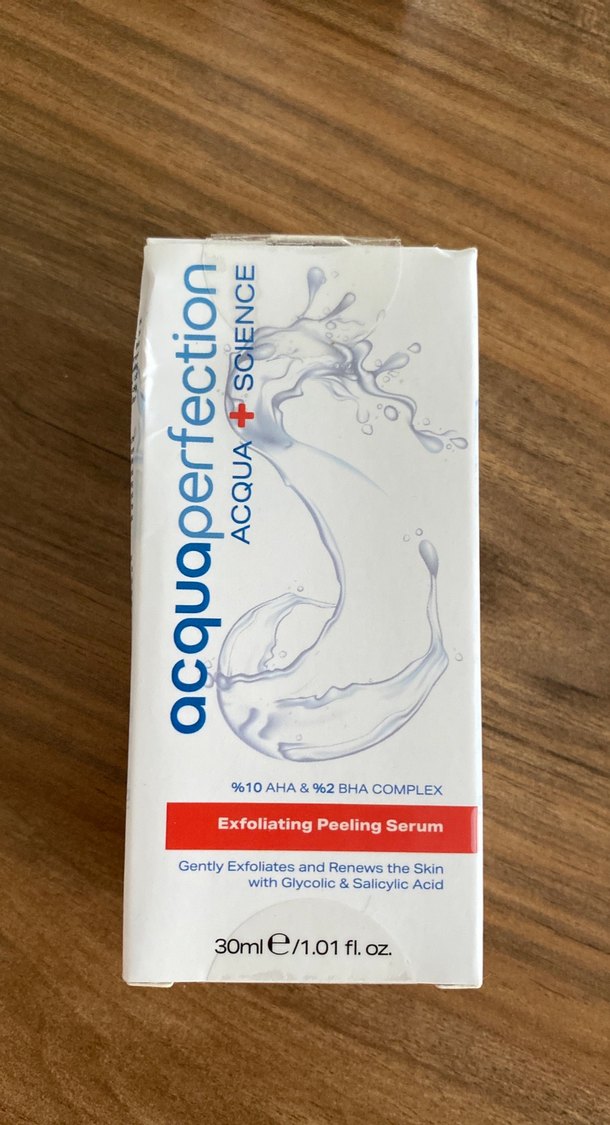 acquaperfection
ACQUA + SCIENCE
%10 AHA & %2 BHA COMPLEX
Exfoliating Peeling Serum
Gently Exfoliates and Renews the Skin
with Glycolic & Salicylic Acid
30ml℮/1.01 fl. oz.